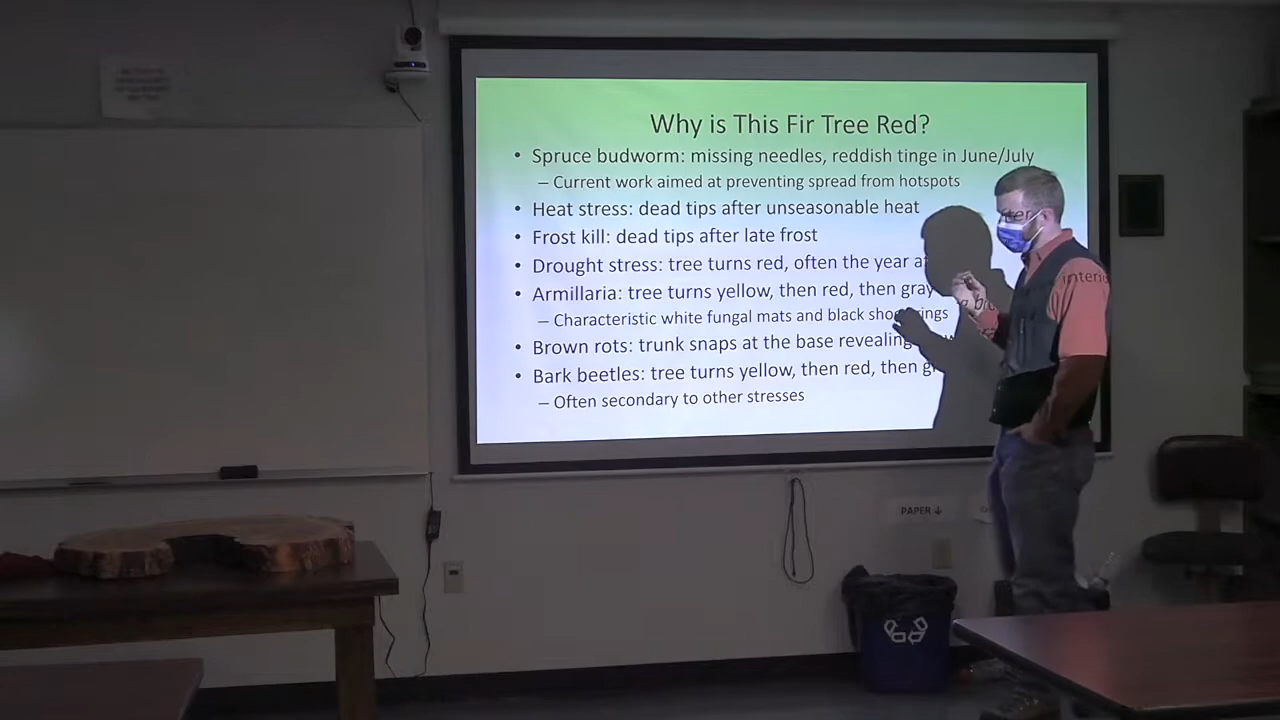 Why is This Fir Tree Red?
• Spruce budworm: missing needles, reddish tinge in June/July
– Current work aimed at preventing spread from hotspots
• Heat stress: dead tips after unseasonable heat
• Frost kill: dead tips after late frost
• Drought stress: tree turns red, often the year
• Armillaria: tree turns yellow, then red, then gray
– Characteristic white fungal mats and black
• Brown rots: trunk snaps at the base revealing
• Bark beetles: tree turns yellow, then red, then
– Often secondary to other stresses
PAPER ↓